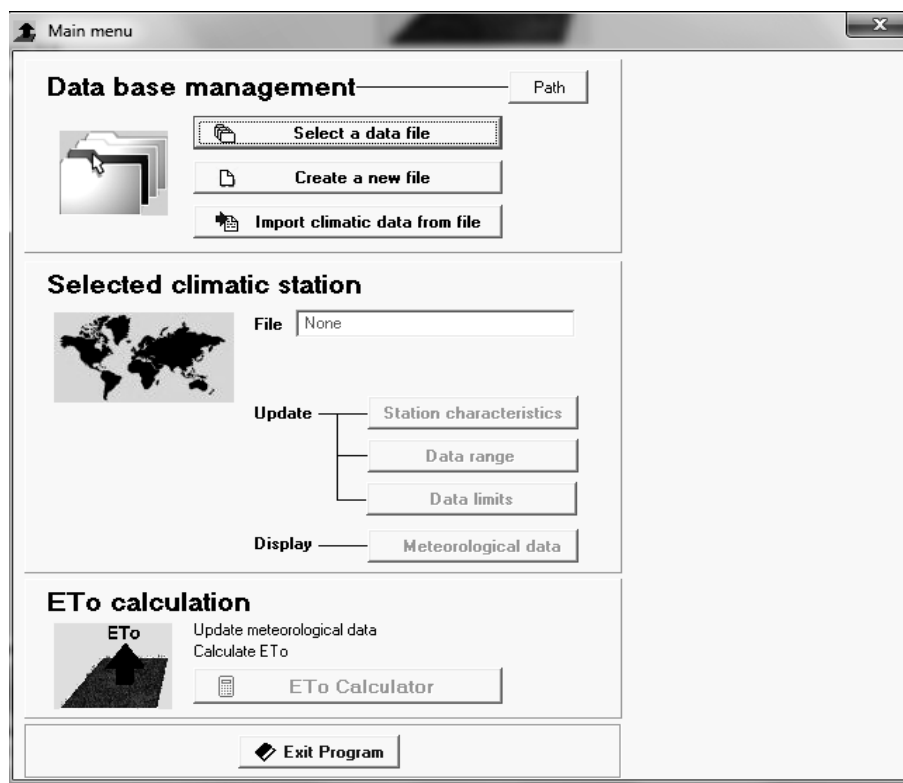 Main menu
x
Data base management
Path
Select a data file
Create a new file
Import climatic data from file
Selected climatic station
File
None
Update
Station characteristics
Data range
Data limits
Display
Meteorological data
ETo calculation
ETo
Update meteorological data
Calculate ETo
ETo Calculator
Exit Program